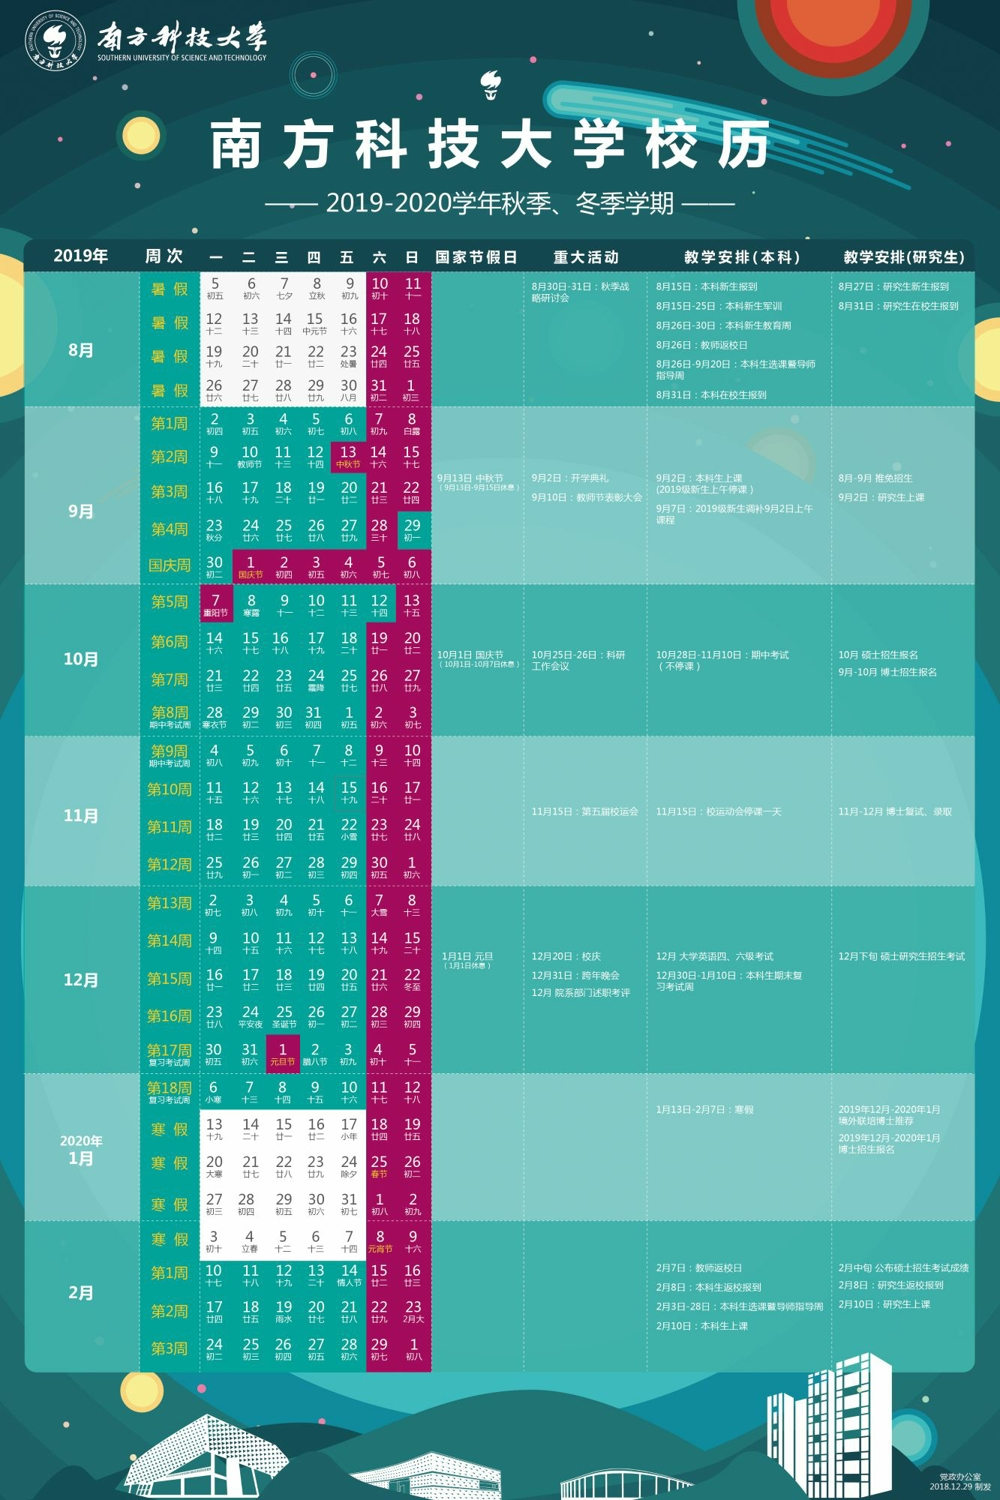 南方科技大学
SOUTHERN UNIVERSITY OF SCIENCE AND TECHNOLOGY
南方科技大学校历
2019-2020学年秋季、冬季学期
2019年 周次 一 二 三 四 五 六 日 国家节假日 重大活动 教学安排(本科) 教学安排(研究生)
8月
暑假 5 6 7 8 9 10 11
初五 初六 七夕 立秋 初九 初十 十一
暑假 12 13 14 15 16 17 18
十二 十三 十四 中元节 十六 十七 十八
暑假 19 20 21 22 23 24 25
十九 二十 廿一 廿二 处暑 廿四 廿五
暑假 26 27 28 29 30 31 1
廿六 廿七 廿八 廿九 八月 初二 初三
8月30日-31日：秋季战
略研讨会
8月15日：本科新生报到
8月15日-25日：本科新生军训
8月26日-30日：本科新生教育周
8月26日：教师返校日
8月26日-9月20日：本科生选课暨导师
指导周
8月31日：本科在校生报到
8月27日：研究生新生报到
8月31日：研究生在校生报到
9月
第1周 2 3 4 5 6 7 8
初四 初五 初六 初七 初八 初九 白露
第2周 9 10 11 12 13 14 15
十一 教师节 十三 十四 中秋节 十六 十七
第3周 16 17 18 19 20 21 22
十八 十九 二十 廿一 廿二 廿三 廿四
第4周 23 24 25 26 27 28 29
秋分 廿六 廿七 廿八 廿九 三十 初一
国庆周 30 1 2 3 4 5 6
初二 国庆节 初四 初五 初六 初七 初八
9月13日 中秋节
（9月13日-9月15日休息）
9月2日：开学典礼
9月10日：教师节表彰大会
9月2日：本科生上课
(2019级新生上午停课）
9月7日：2019级新生调补9月2日上午
课程
8月-9月 推免招生
9月2日：研究生上课
10月
第5周 7 8 9 10 11 12 13
重阳节 寒露 十一 十二 十三 十四 十五
第6周 14 15 16 17 18 19 20
十六 十七 十八 十九 二十 廿一 廿二
第7周 21 22 23 24 25 26 27
廿三 廿四 廿五 霜降 廿七 廿八 廿九
第8周 28 29 30 31 1 2 3
期中考试周 寒衣节 初二 初三 初四 初五 初六 初七
10月1日 国庆节
（10月1日-10月7日休息）
10月25日-26日：科研
工作会议
10月28日-11月10日：期中考试
（不停课）
10月 硕士招生报名
9月-10月 博士招生报名
11月
第9周 4 5 6 7 8 9 10
期中考试周 初八 初九 初十 十一 十二 十三 十四
第10周 11 12 13 14 15 16 17
十五 十六 十七 十八 十九 二十 廿一
第11周 18 19 20 21 22 23 24
廿二 廿三 廿四 廿五 小雪 廿七 廿八
第12周 25 26 27 28 29 30 1
廿九 初一 初二 初三 初四 初五 初六
11月15日：第五届校运会
11月15日：校运动会停课一天
11月-12月 博士复试、录取
12月
第13周 2 3 4 5 6 7 8
初七 初八 初九 初十 十一 大雪 十三
第14周 9 10 11 12 13 14 15
十四 十五 十六 十七 十八 十九 二十
第15周 16 17 18 19 20 21 22
廿一 廿二 廿三 廿四 廿五 廿六 冬至
第16周 23 24 25 26 27 28 29
廿八 平安夜 圣诞节 初一 初二 初三 初四
第17周 30 31 1 2 3 4 5
复习考试周 初五 初六 元旦节 腊八节 初九 初十 十一
1月1日 元旦
（1月1日休息）
12月20日：校庆
12月31日：跨年晚会
12月 院系部门述职考评
12月 大学英语四、六级考试
12月30日-1月10日：本科生期末复
习考试周
12月下旬 硕士研究生招生考试
2020年
1月
第18周 6 7 8 9 10 11 12
复习考试周 小寒 十三 十四 十五 十六 十七 十八
寒假 13 14 15 16 17 18 19
十九 二十 廿一 廿二 小年 廿四 廿五
寒假 20 21 22 23 24 25 26
大寒 廿七 廿八 廿九 除夕 春节 初二
寒假 27 28 29 30 31 1 2
初三 初四 初五 初六 初七 初八 初九
1月13日-2月7日：寒假
2019年12月-2020年1月
境外联培博士推荐
2019年12月-2020年1月
博士招生报名
2月
寒假 3 4 5 6 7 8 9
初十 立春 十二 十三 十四 元宵节 十六
第1周 10 11 12 13 14 15 16
十七 十八 十九 二十 情人节 廿二 廿三
第2周 17 18 19 20 21 22 23
廿四 廿五 雨水 廿七 廿八 廿九 2月大
第3周 24 25 26 27 28 29 1
初二 初三 初四 初五 初六 初七 初八
2月7日：教师返校日
2月8日：本科生返校报到
2月3日-28日：本科生选课暨导师指导周
2月10日：本科生上课
2月中旬 公布硕士招生考试成绩
2月8日：研究生返校报到
2月10日：研究生上课
党政办公室
2018.12.29 制发